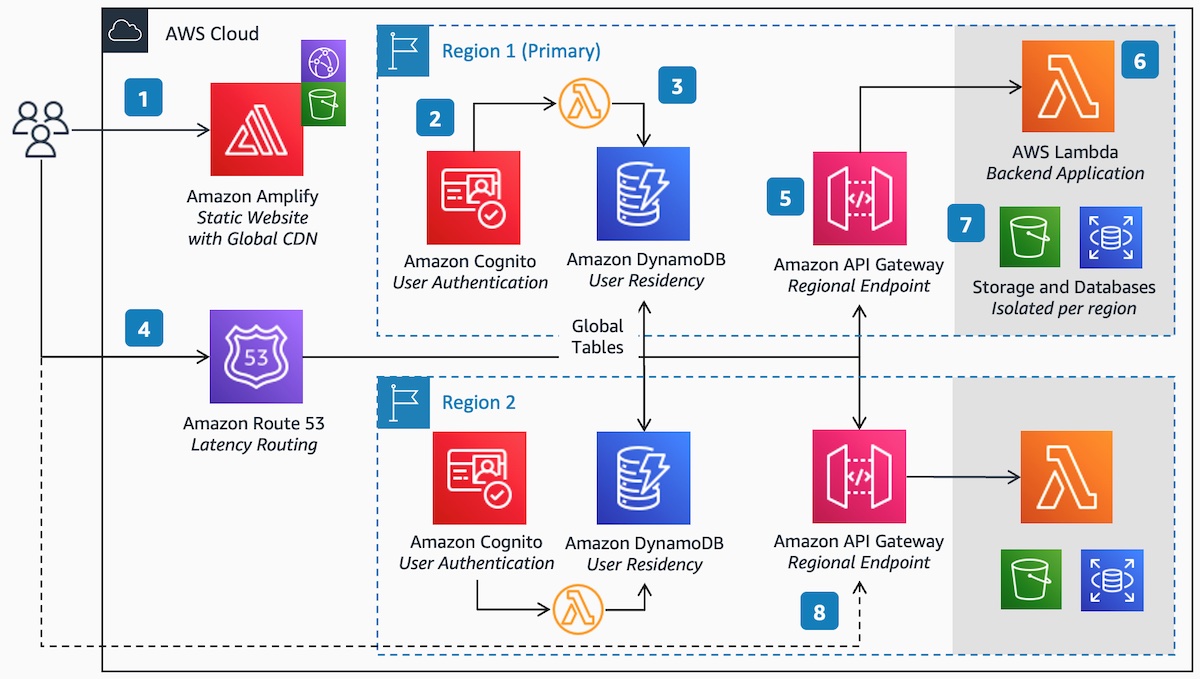 AWS Cloud
Region 1 (Primary)
1
2
3
6
Amazon Amplify
Static Website
with Global CDN
Amazon Cognito
User Authentication
Amazon DynamoDB
User Residency
5
Amazon API Gateway
Regional Endpoint
AWS Lambda
Backend Application
7
Storage and Databases
Isolated per region
4
53
Amazon Route 53
Latency Routing
Global
Tables
Region 2
Amazon Cognito
User Authentication
Amazon DynamoDB
User Residency
Amazon API Gateway
Regional Endpoint
8